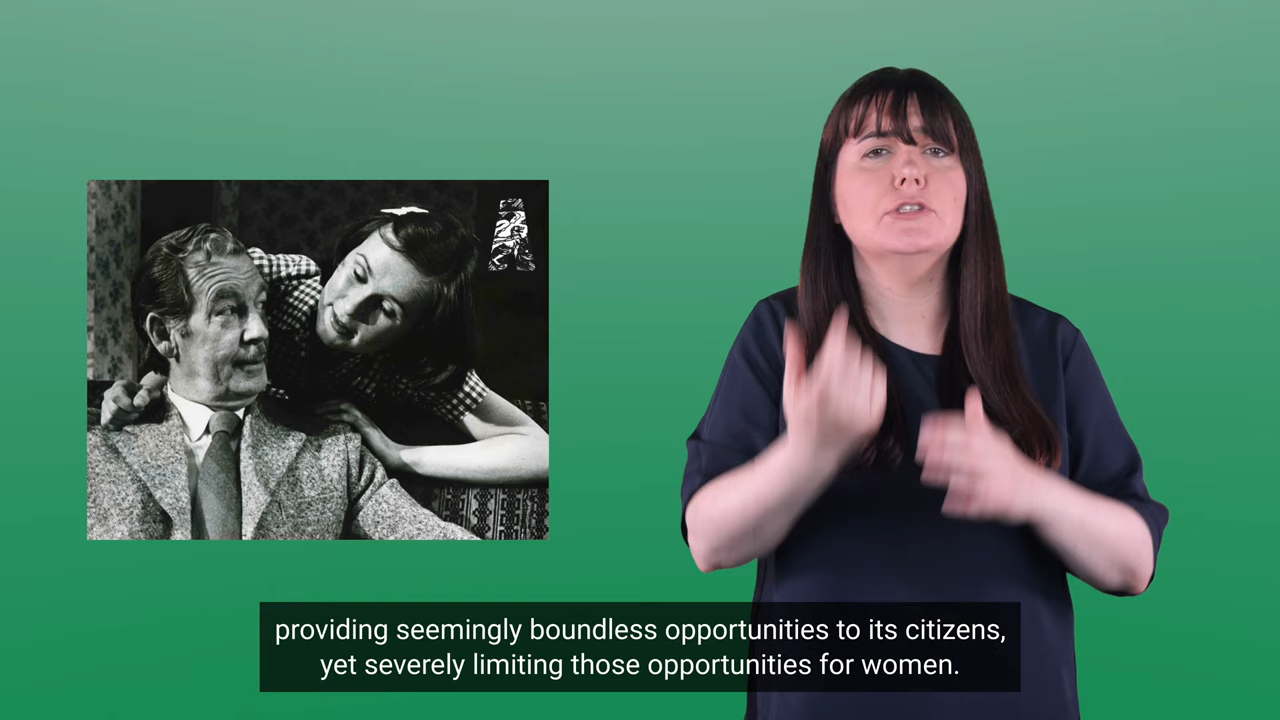 providing seemingly boundless opportunities to its citizens,
yet severely limiting those opportunities for women.